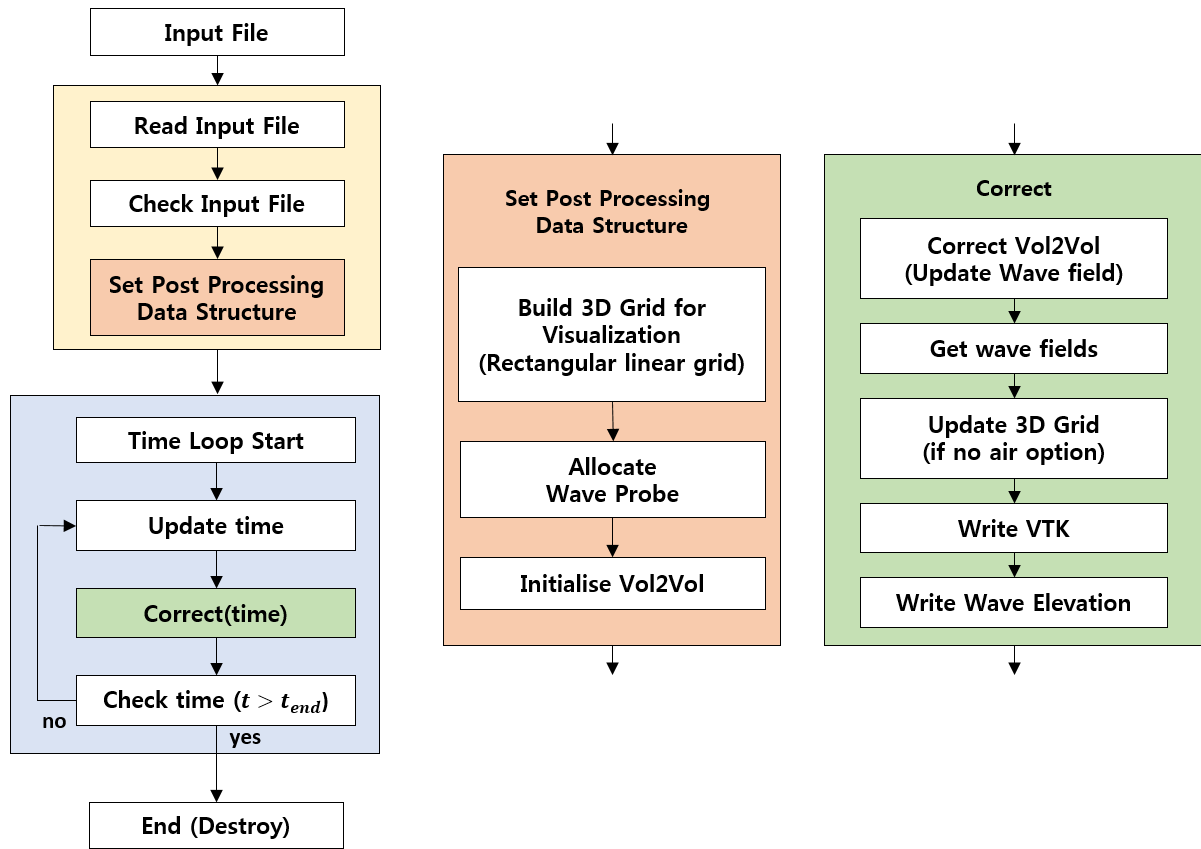 Input File
Read Input File
Check Input File
Set Post Processing
Data Structure
Time Loop Start
Update time
Correct(time)
Check time (t > t_end)
no
yes
End (Destroy)
Set Post Processing
Data Structure
Build 3D Grid for
Visualization
(Rectangular linear grid)
Allocate
Wave Probe
Initialise Vol2Vol
Correct
Correct Vol2Vol
(Update Wave field)
Get wave fields
Update 3D Grid
(if no air option)
Write VTK
Write Wave Elevation